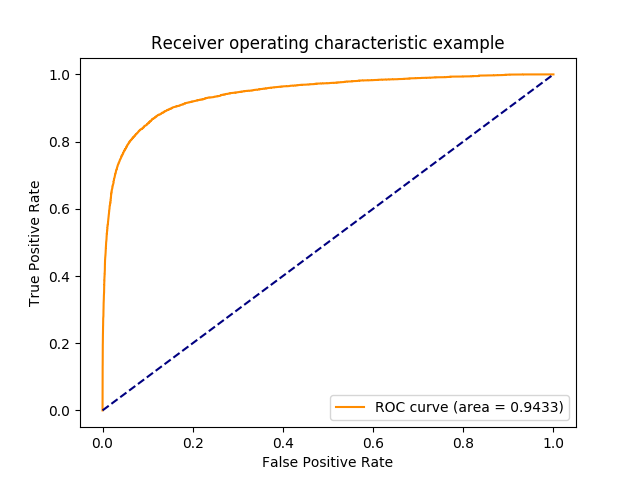 Receiver operating characteristic example
1.0
0.8
0.6
0.4
0.2
0.0
True Positive Rate
ROC curve (area = 0.9433)
0.0 0.2 0.4 0.6 0.8 1.0
False Positive Rate